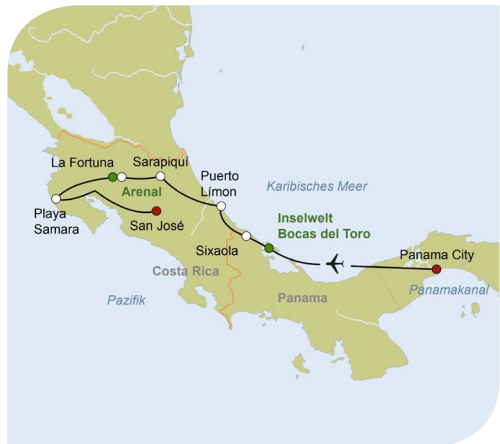 La Fortuna
Sarapiquí
Arenal
Puerto
Límon
Karibisches Meer
Playa
Samara
San José
Inselwelt
Bocas del Toro
Sixaola
Panama City
Costa Rica
Panamakanal
Pazifik
Panama